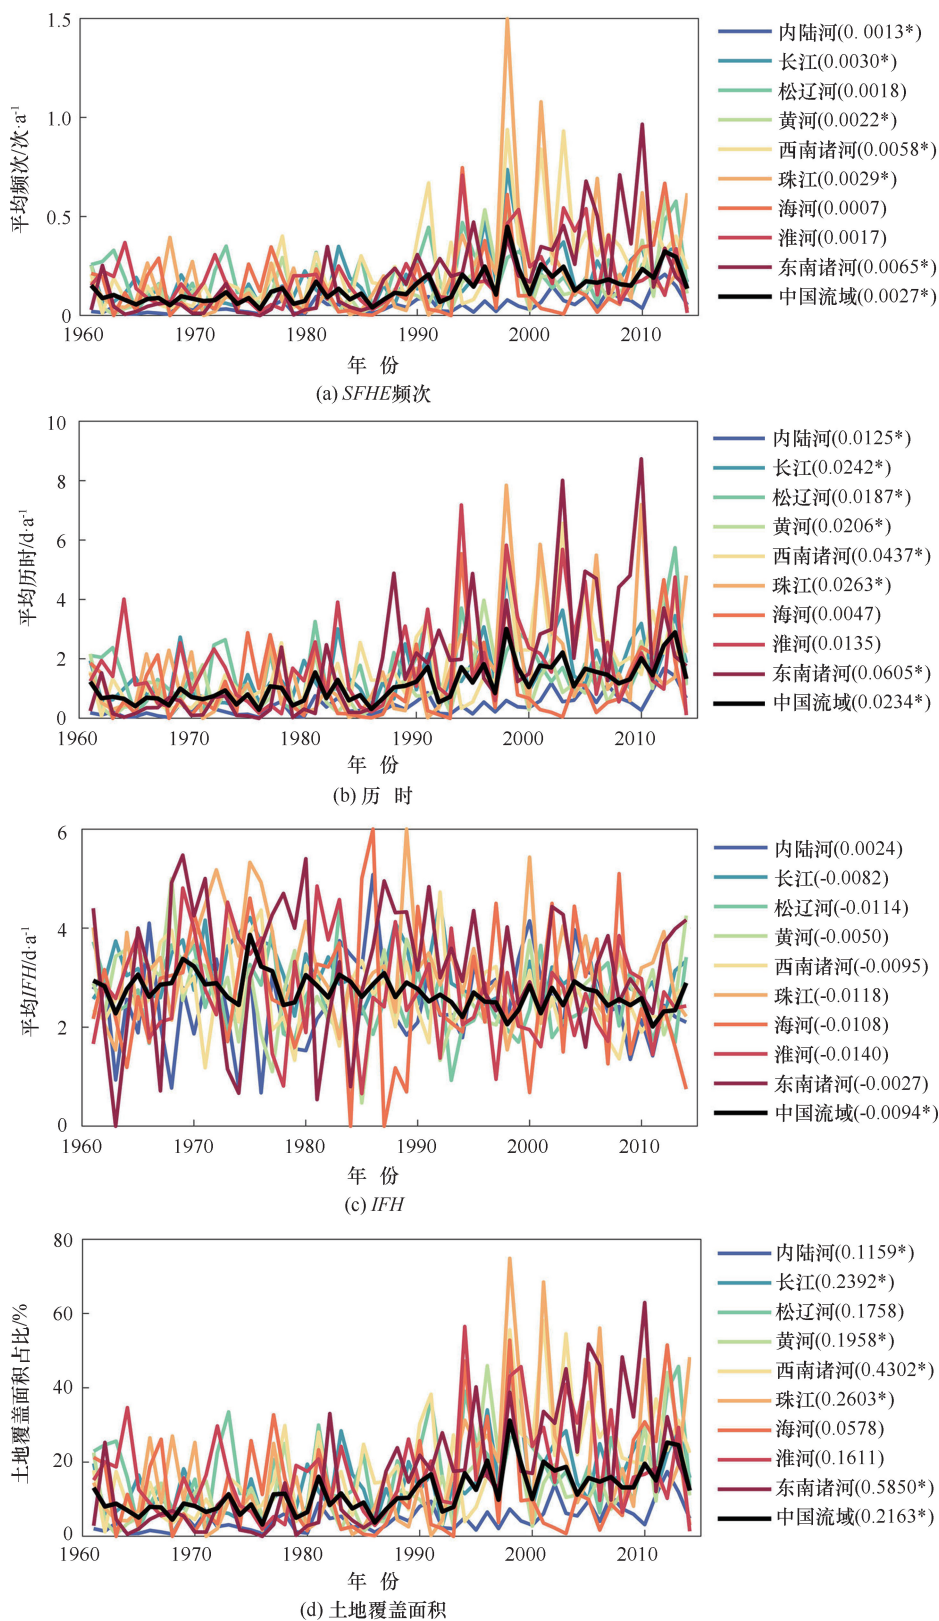 平均频次/次·a⁻¹
1.5
1.0
0.5
0
1960
1970
1980
1990
2000
2010
年 份
(a) SFHE频次
内陆河(0. 0013*)
长江(0.0030*)
松辽河(0.0018)
黄河(0.0022*)
西南诸河(0.0058*)
珠江(0.0029*)
海河(0.0007)
淮河(0.0017)
东南诸河(0.0065*)
中国流域(0.0027*)
平均历时/d·a⁻¹
10
8
6
4
2
0
1960
1970
1980
1990
2000
2010
年 份
(b) 历 时
内陆河(0.0125*)
长江(0.0242*)
松辽河(0.0187*)
黄河(0.0206*)
西南诸河(0.0437*)
珠江(0.0263*)
海河(0.0047)
淮河(0.0135)
东南诸河(0.0605*)
中国流域(0.0234*)
平均IFH/d·a⁻¹
6
4
2
0
1960
1970
1980
1990
2000
2010
年 份
(c) IFH
内陆河(0.0024)
长江(-0.0082)
松辽河(-0.0114)
黄河(-0.0050)
西南诸河(-0.0095)
珠江(-0.0118)
海河(-0.0108)
淮河(-0.0140)
东南诸河(-0.0027)
中国流域(-0.0094*)
土地覆盖面积占比/%
80
60
40
20
0
1960
1970
1980
1990
2000
2010
年 份
(d) 土地覆盖面积
内陆河(0.1159*)
长江(0.2392*)
松辽河(0.1758)
黄河(0.1958*)
西南诸河(0.4302*)
珠江(0.2603*)
海河(0.0578)
淮河(0.1611)
东南诸河(0.5850*)
中国流域(0.2163*)